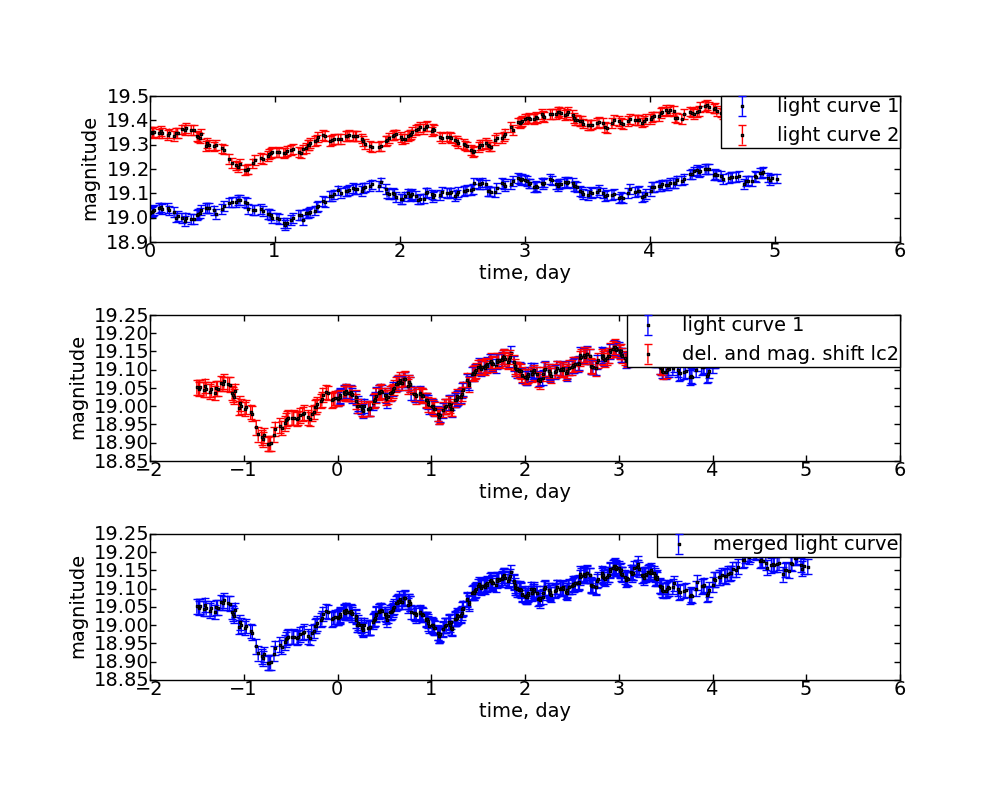 19.5
19.4
19.3
19.2
19.1
19.0
18.9
magnitude
light curve 1
light curve 2
0 1 2 3 4 5 6
time, day
19.25
19.20
19.15
19.10
19.05
19.00
18.95
18.90
18.85
magnitude
light curve 1
del. and mag. shift lc2
−2 −1 0 1 2 3 4 5 6
time, day
19.25
19.20
19.15
19.10
19.05
19.00
18.95
18.90
18.85
magnitude
merged light curve
−2 −1 0 1 2 3 4 5 6
time, day